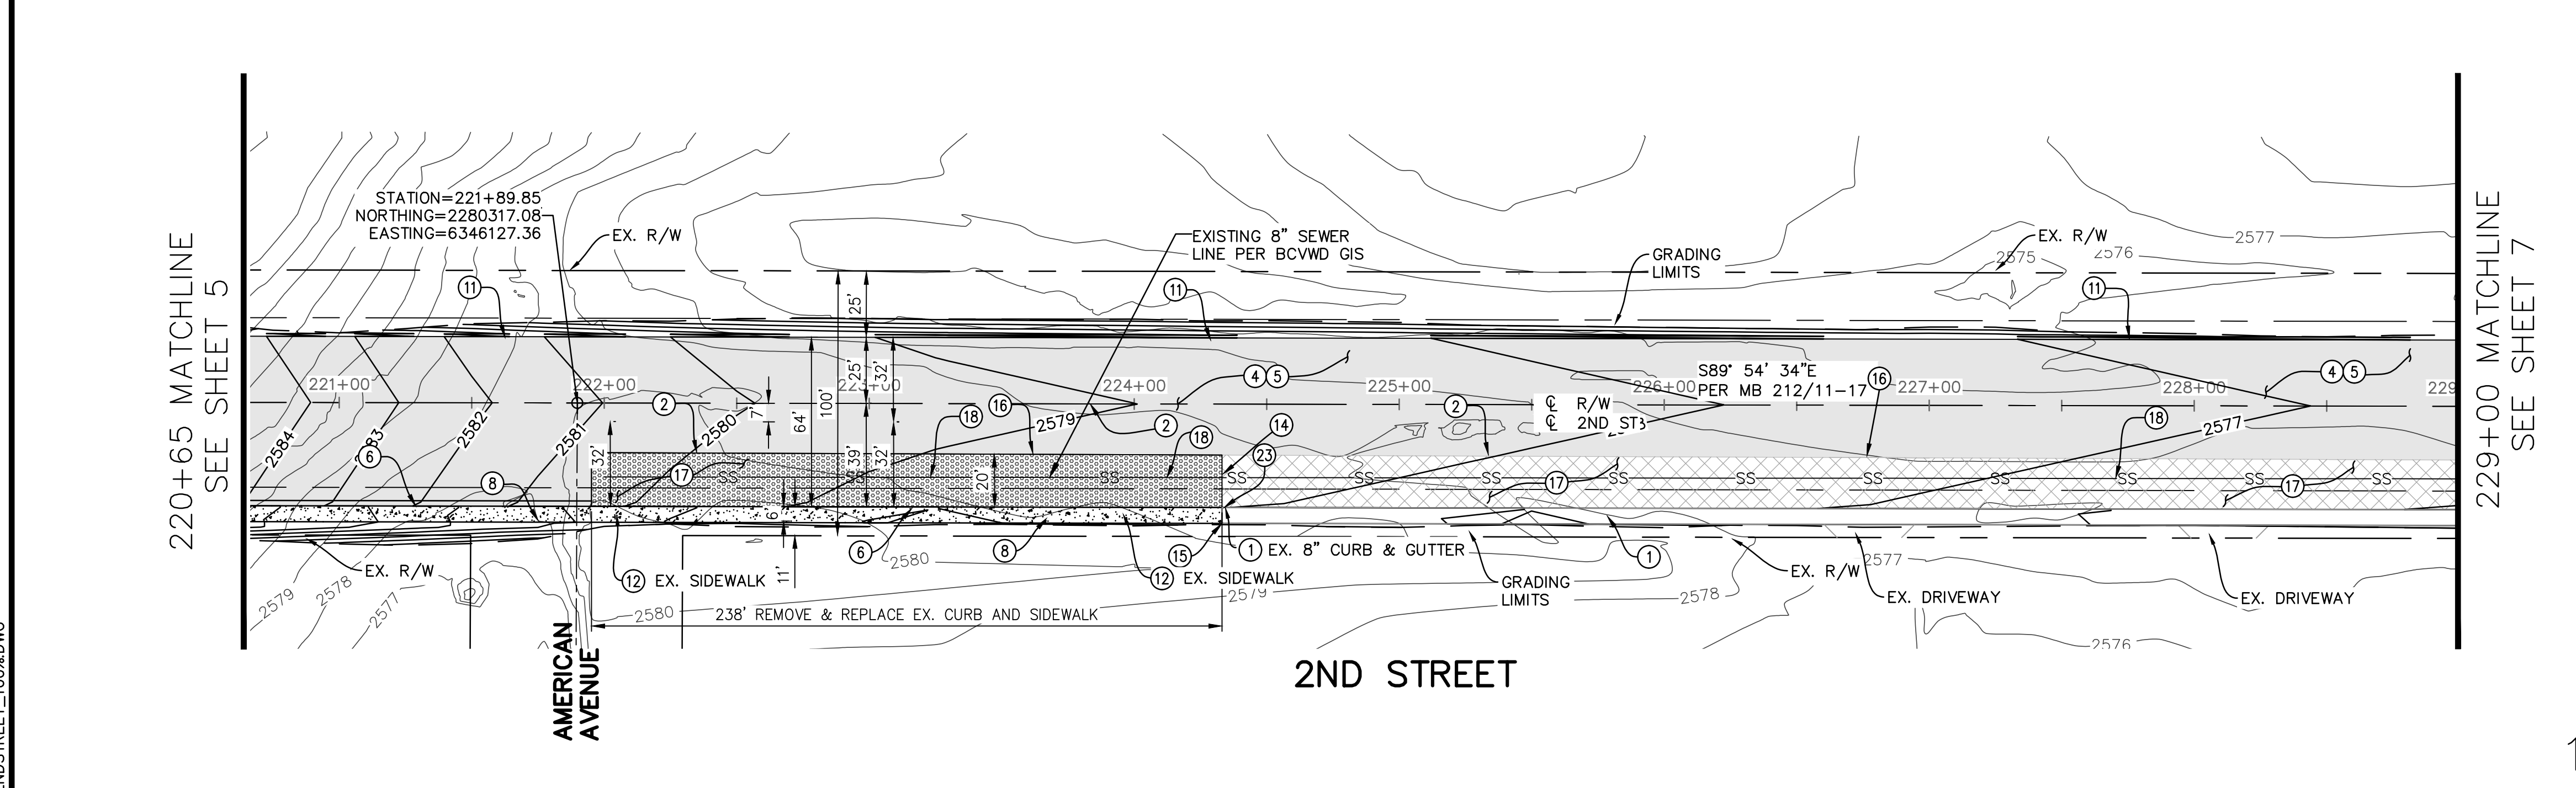 220+65 MATCHLINE
SEE SHEET 5
STATION=221+89.85
NORTHING=2280317.08
EASTING=6346127.36
EX. R/W
EXISTING 8" SEWER
LINE PER BCVWD GIS
GRADING
LIMITS
EX. R/W
2575
2576
2577
11
11
11
25'
25'
32'
100'
64'
7'
39'
32'
32'
20'
6'
11'
221+00
222+00
224+00
225+00
226+00
227+00
228+00
229
S89° 54' 34"E
PER MB 212/11-17
16
4 5
4 5
2
2
2
℄ R/W
℄ 2ND ST
18
16
18
14
23
18
2584
2582
2581
2580
2579
2577
6
8
17
17
17
SS
SS
SS
SS
SS
SS
SS
SS
SS
SS
SS
SS
SS
6
8
15
1 EX. 8" CURB & GUTTER
1
EX. R/W
12 EX. SIDEWALK
12 EX. SIDEWALK
GRADING
LIMITS
EX. R/W
EX. DRIVEWAY
EX. DRIVEWAY
2579
2578
2577
2580
2580
2579
2578
2577
2576
238' REMOVE & REPLACE EX. CURB AND SIDEWALK
AMERICAN
AVENUE
2ND STREET
229+00 MATCHLINE
SEE SHEET 7